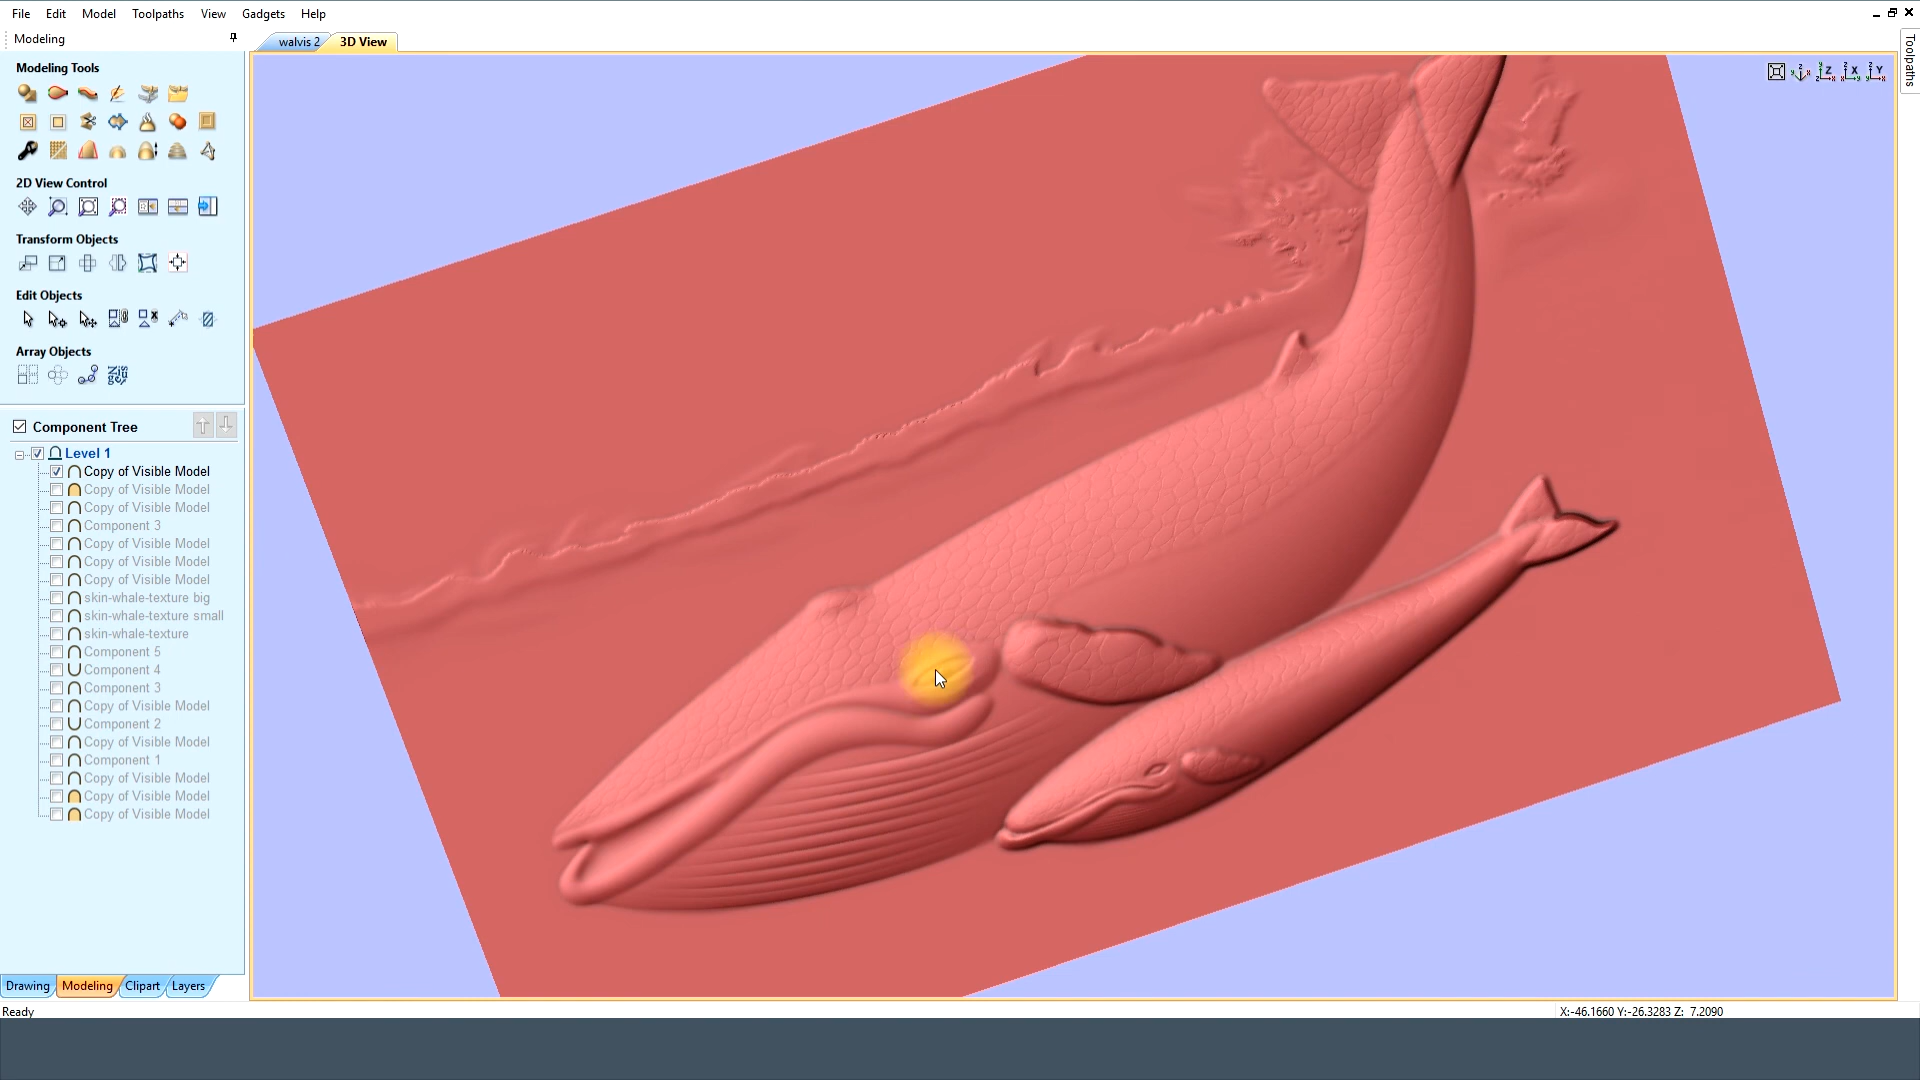 File Edit Model Toolpaths View Gadgets Help
Modeling
walvis 2 3D View
Toolpaths
Modeling Tools
2D View Control
Transform Objects
Edit Objects
Array Objects
Component Tree
Level 1
Copy of Visible Model
Copy of Visible Model
Copy of Visible Model
Component 3
Copy of Visible Model
Copy of Visible Model
Copy of Visible Model
skin-whale-texture big
skin-whale-texture small
skin-whale-texture
Component 5
Component 4
Component 3
Copy of Visible Model
Component 2
Copy of Visible Model
Component 1
Copy of Visible Model
Copy of Visible Model
Copy of Visible Model
Drawing Modeling Clipart Layers
Ready
X:-46.1660 Y:-26.3283 Z: 7.2090